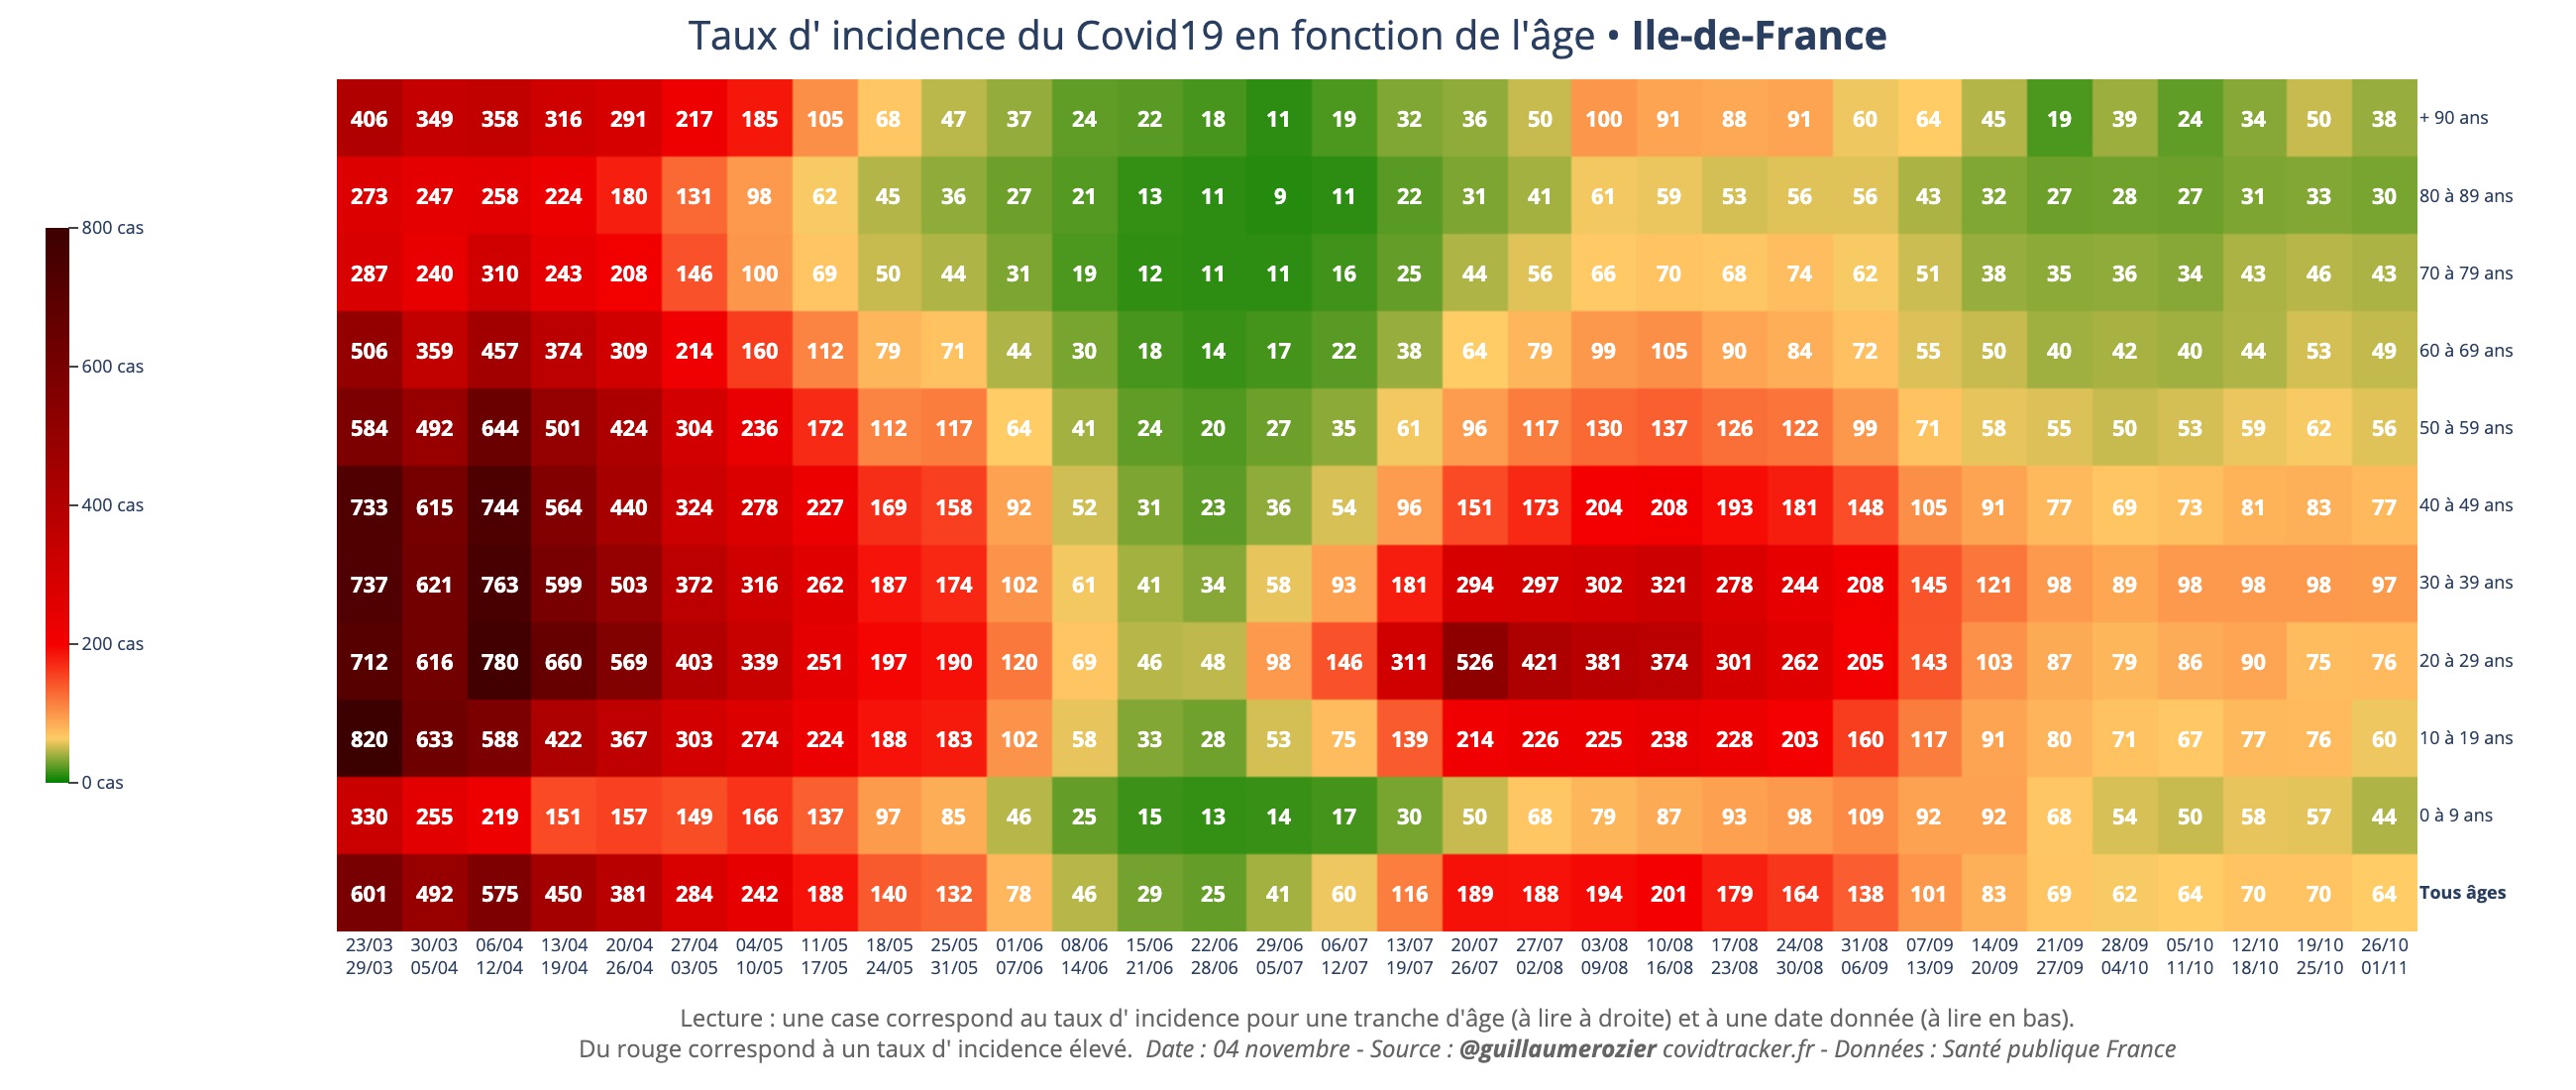 Taux d' incidence du Covid19 en fonction de l'âge • Ile-de-France
406 349 358 316 291 217 185 105 68 47 37 24 22 18 11 19 32 36 50 100 91 88 91 60 64 45 19 39 24 34 50 38 + 90 ans
273 247 258 224 180 131 98 62 45 36 27 21 13 11 9 11 22 31 41 61 59 53 56 56 43 32 27 28 27 31 33 30 80 à 89 ans
800 cas
287 240 310 243 208 146 100 69 50 44 31 19 12 11 11 16 25 44 56 66 70 68 74 62 51 38 35 36 34 43 46 43 70 à 79 ans
506 359 457 374 309 214 160 112 79 71 44 30 18 14 17 22 38 64 79 99 105 90 84 72 55 50 40 42 40 44 53 49 60 à 69 ans
600 cas
584 492 644 501 424 304 236 172 112 117 64 41 24 20 27 35 61 96 117 130 137 126 122 99 71 58 55 50 53 59 62 56 50 à 59 ans
400 cas
733 615 744 564 440 324 278 227 169 158 92 52 31 23 36 54 96 151 173 204 208 193 181 148 105 91 77 69 73 81 83 77 40 à 49 ans
737 621 763 599 503 372 316 262 187 174 102 61 41 34 58 93 181 294 297 302 321 278 244 208 145 121 98 89 98 98 98 97 30 à 39 ans
200 cas
712 616 780 660 569 403 339 251 197 190 120 69 46 48 98 146 311 526 421 381 374 301 262 205 143 103 87 79 86 90 75 76 20 à 29 ans
820 633 588 422 367 303 274 224 188 183 102 58 33 28 53 75 139 214 226 225 238 228 203 160 117 91 80 71 67 77 76 60 10 à 19 ans
0 cas
330 255 219 151 157 149 166 137 97 85 46 25 15 13 14 17 30 50 68 79 87 93 98 109 92 92 68 54 50 58 57 44 0 à 9 ans
601 492 575 450 381 284 242 188 140 132 78 46 29 25 41 60 116 189 188 194 201 179 164 138 101 83 69 62 64 70 70 64 Tous âges
23/03 30/03 06/04 13/04 20/04 27/04 04/05 11/05 18/05 25/05 01/06 08/06 15/06 22/06 29/06 06/07 13/07 20/07 27/07 03/08 10/08 17/08 24/08 31/08 07/09 14/09 21/09 28/09 05/10 12/10 19/10 26/10
29/03 05/04 12/04 19/04 26/04 03/05 10/05 17/05 24/05 31/05 07/06 14/06 21/06 28/06 05/07 12/07 19/07 26/07 02/08 09/08 16/08 23/08 30/08 06/09 13/09 20/09 27/09 04/10 11/10 18/10 25/10 01/11
Lecture : une case correspond au taux d' incidence pour une tranche d'âge (à lire à droite) et à une date donnée (à lire en bas).
Du rouge correspond à un taux d' incidence élevé. Date : 04 novembre - Source : @guillaumerozier covidtracker.fr - Données : Santé publique France